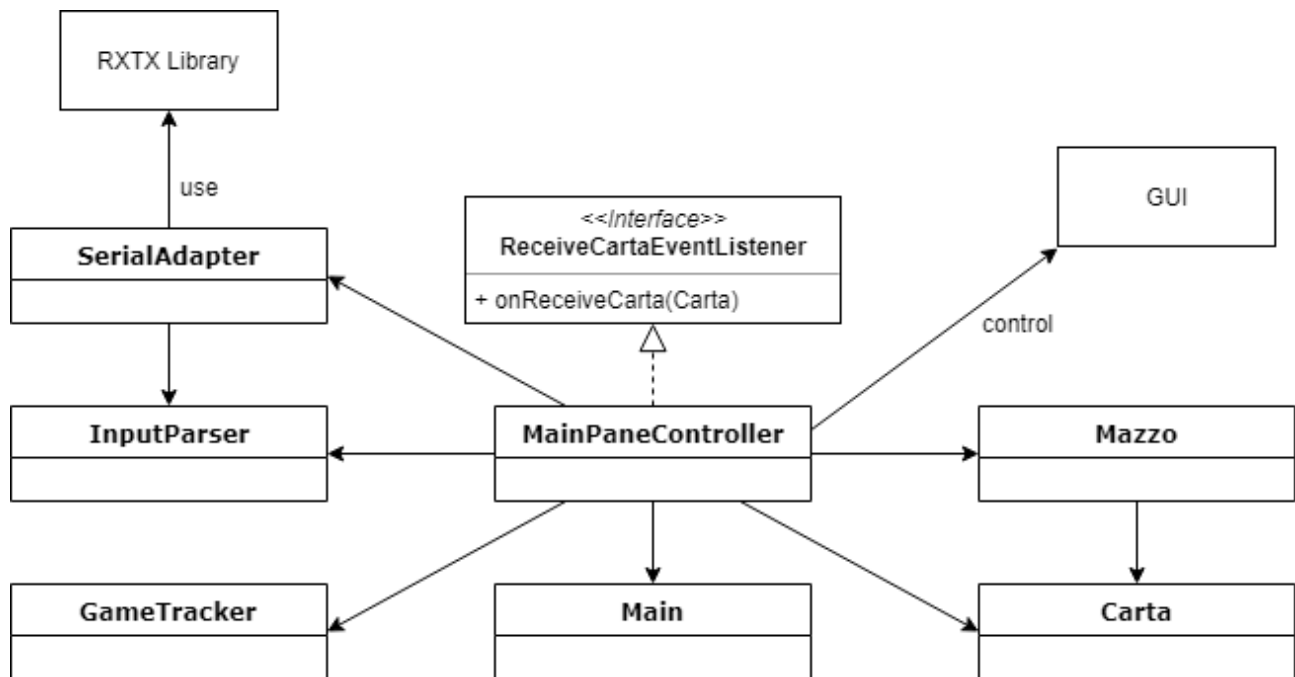 RXTX Library
use
GUI
<<Interface>>
ReceiveCartaEventListener
+ onReceiveCarta(Carta)
SerialAdapter
control
InputParser
MainPaneController
Mazzo
GameTracker
Main
Carta